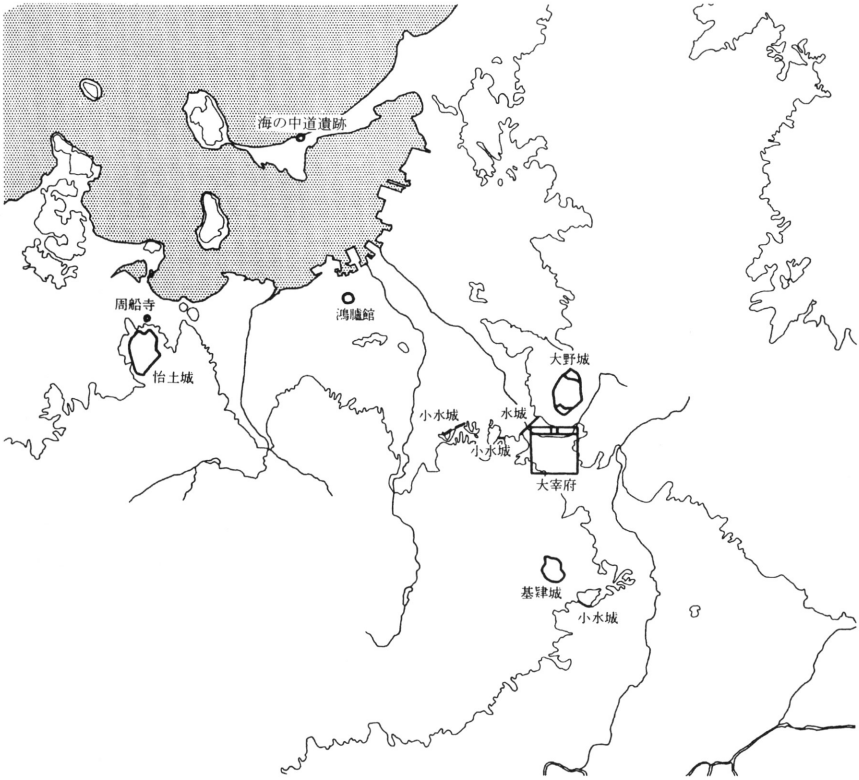 海の中道遺跡
周船寺
鴻臚館
怡土城
大野城
小水城
水城
小水城
大宰府
基肄城
小水城